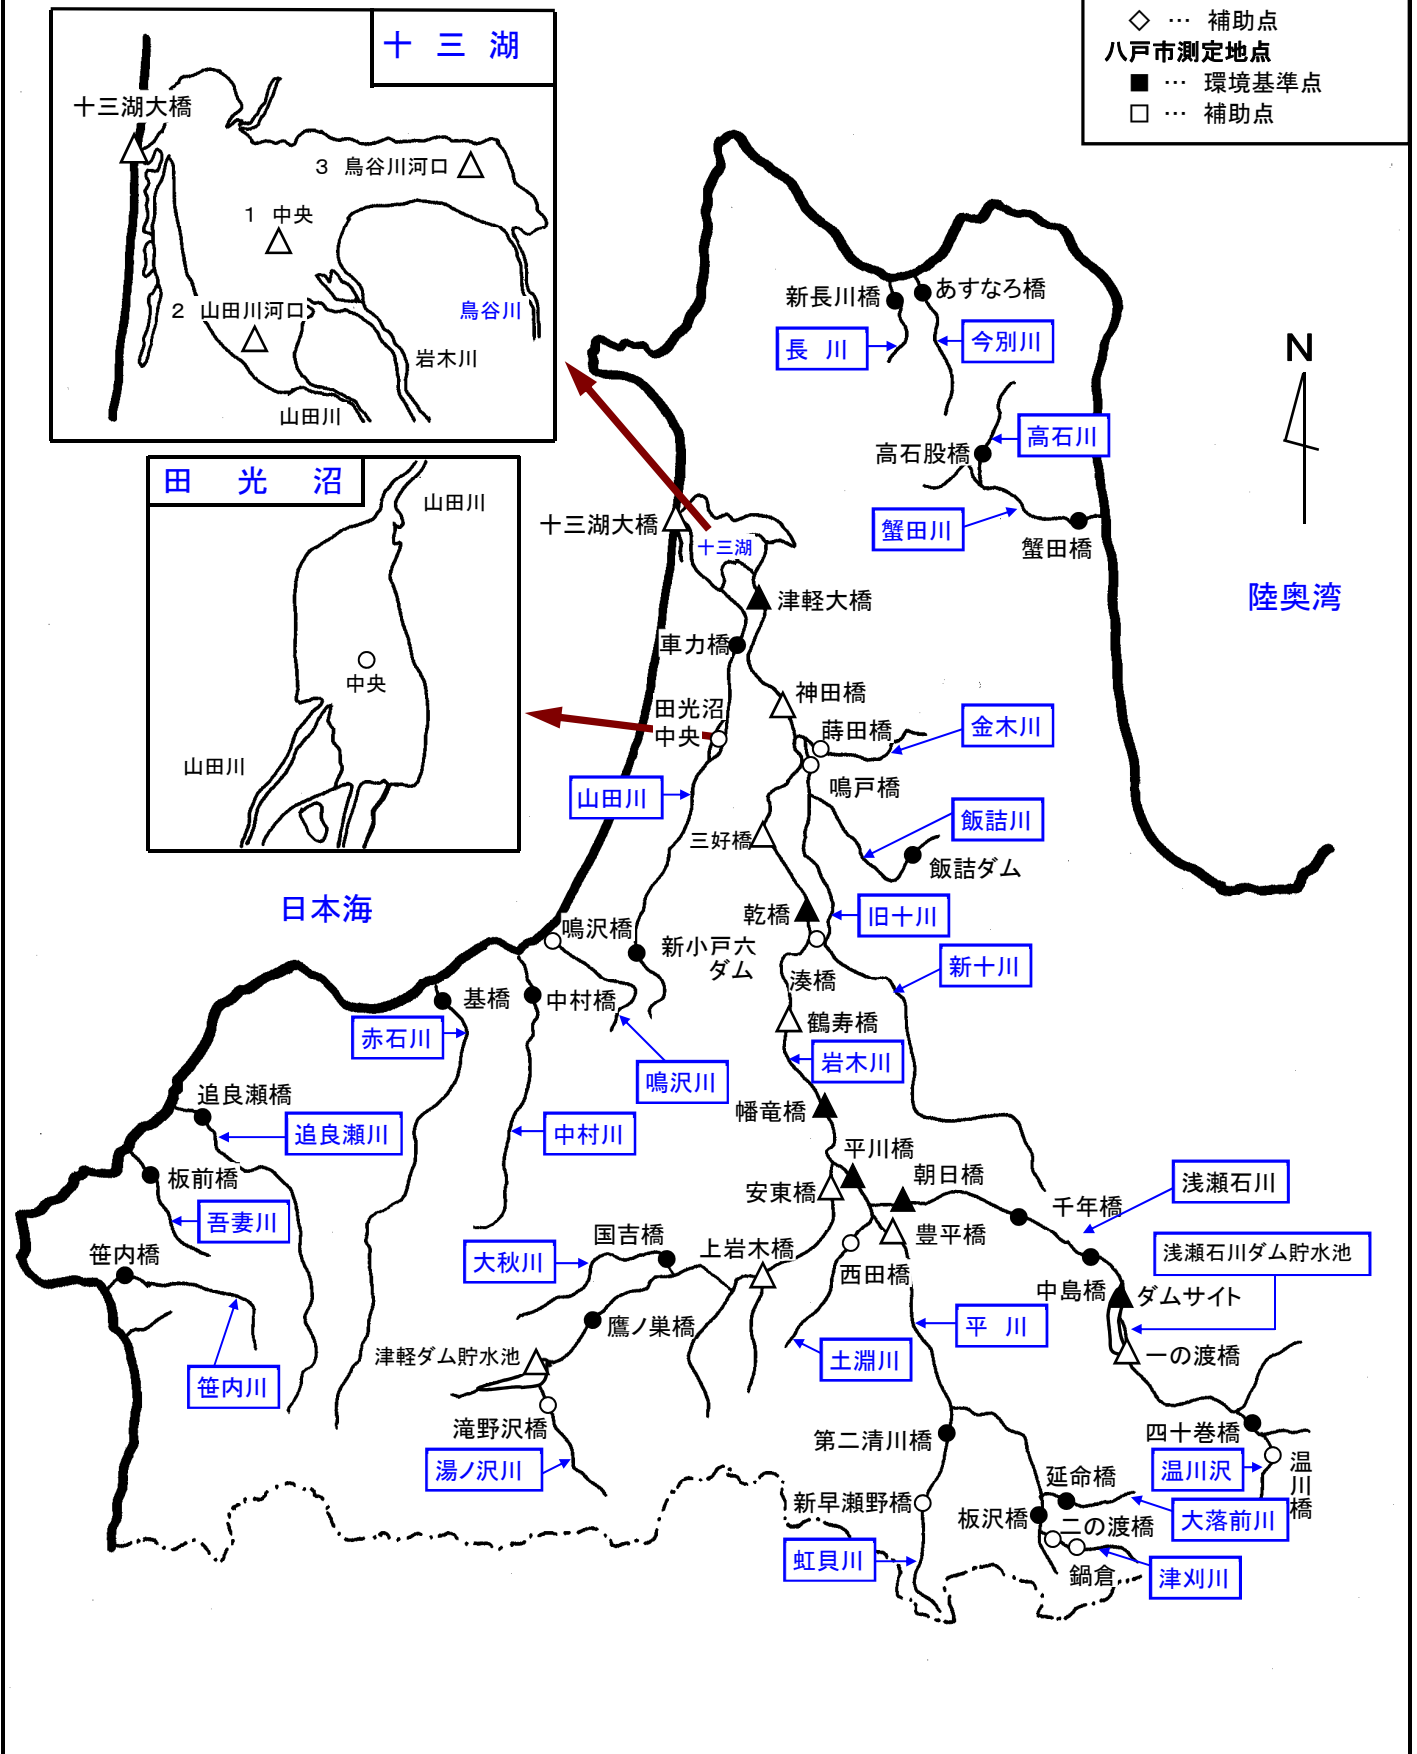 ◇ … 補助点
八戸市測定地点
■ … 環境基準点
□ … 補助点
十 三 湖
十三湖大橋
3 鳥谷川河口
1 中央
2 山田川河口
鳥谷川
岩木川
山田川
田 光 沼
山田川
中央
山田川
N
陸奥湾
日本海
新長川橋
あすなろ橋
長 川
今別川
高石川
高石股橋
蟹田川
蟹田橋
十三湖大橋
十三湖
津軽大橋
車力橋
神田橋
田光沼
中央
蒔田橋
金木川
鳴戸橋
山田川
飯詰川
三好橋
飯詰ダム
乾橋
旧十川
鳴沢橋
新小戸六
ダム
新十川
湊橋
基橋
中村橋
鶴寿橋
赤石川
岩木川
鳴沢川
追良瀬橋
幡竜橋
追良瀬川
中村川
平川橋
板前橋
安東橋
朝日橋
浅瀬石川
千年橋
吾妻川
国吉橋
豊平橋
笹内橋
大秋川
上岩木橋
浅瀬石川ダム貯水池
西田橋
中島橋
ダムサイト
鷹ノ巣橋
平 川
津軽ダム貯水池
土淵川
一の渡橋
笹内川
滝野沢橋
第二清川橋
四十巻橋
湯ノ沢川
温川沢
温川橋
延命橋
新早瀬野橋
板沢橋
二の渡橋
大落前川
虹貝川
鍋倉
津刈川